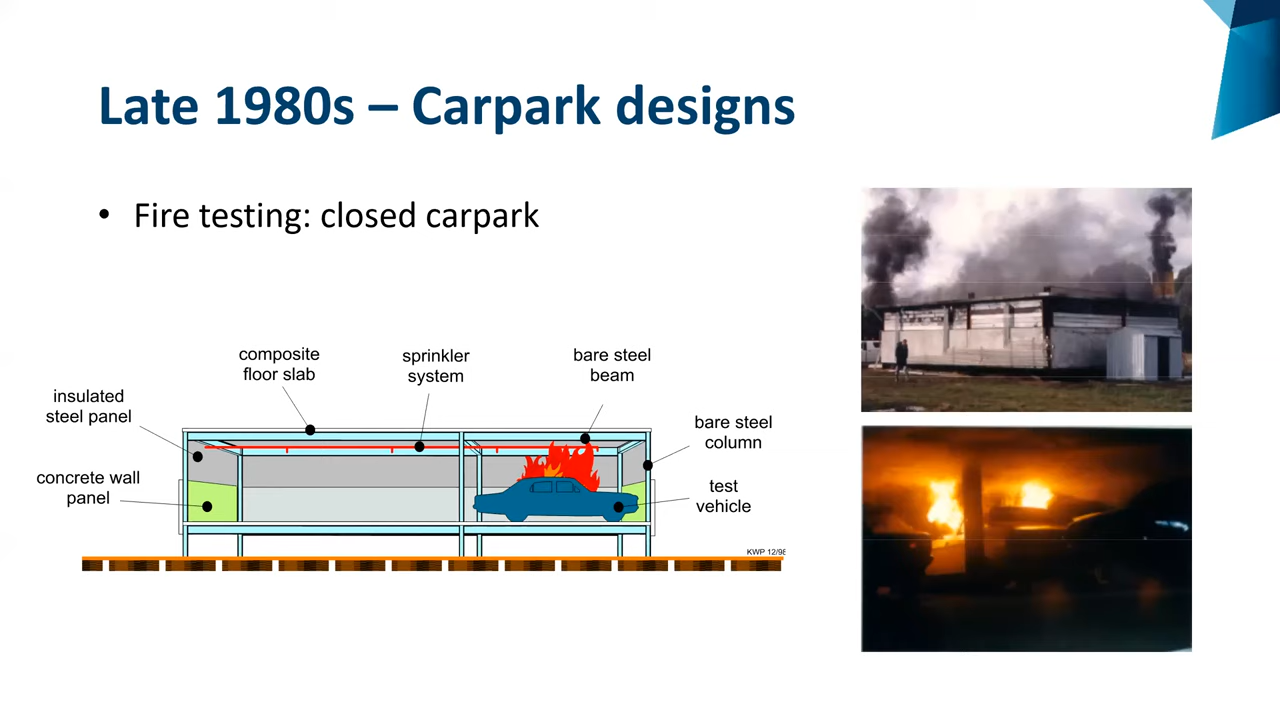 Late 1980s – Carpark designs
• Fire testing: closed carpark
composite
floor slab
sprinkler
system
bare steel
beam
insulated
steel panel
bare steel
column
concrete wall
panel
test
vehicle
KWP 12/98